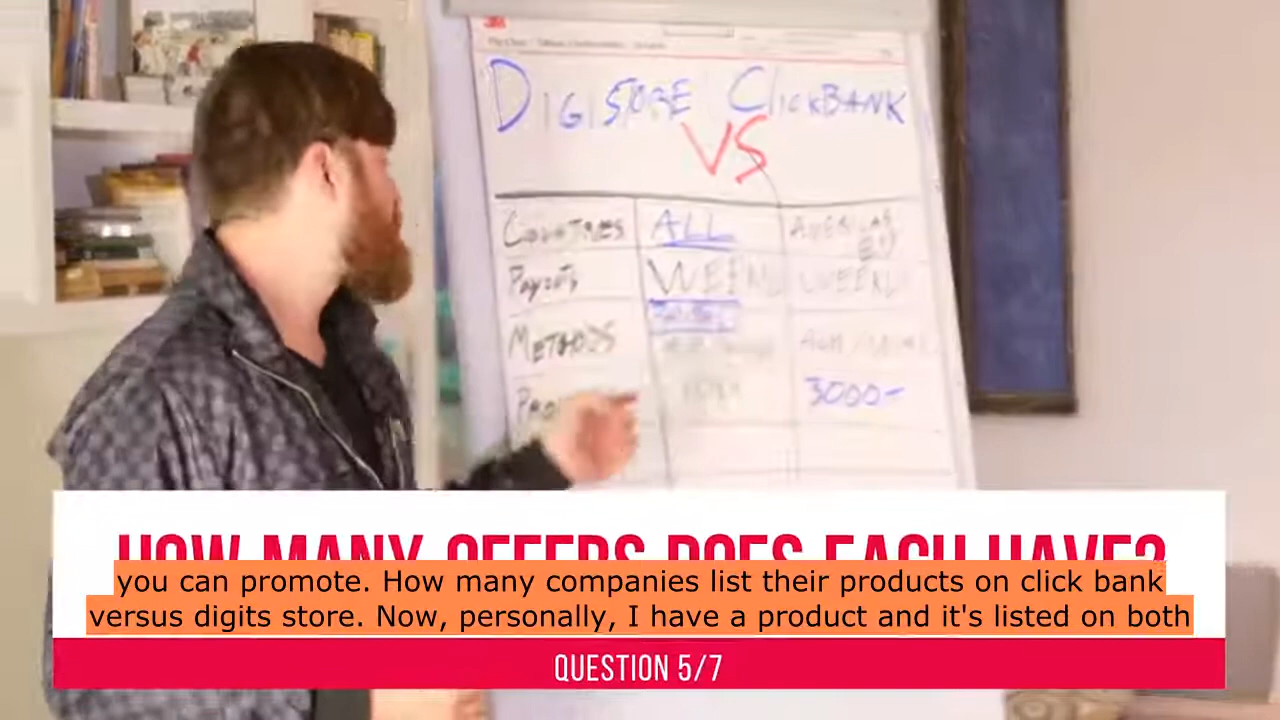 DIGISTORE CLICKBANK
VS
COUNTRIES ALL
PAYOUTS WEEKLY WEEKLY
METHODS
3000-
HOW MANY OFFERS DOES EACH HAVE?
you can promote. How many companies list their products on click bank
versus digits store. Now, personally, I have a product and it's listed on both
QUESTION 5/7